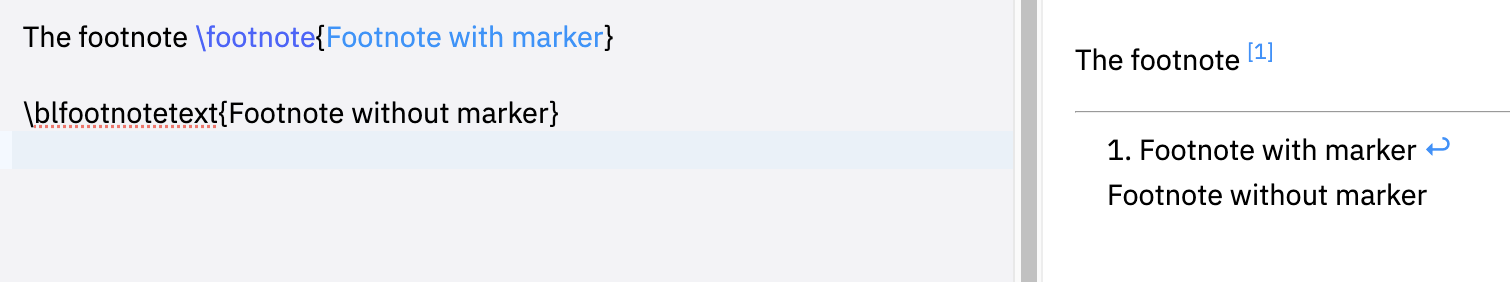 The footnote \footnote{Footnote with marker}
\blfootnotetext{Footnote without marker}
The footnote [1]
1. Footnote with marker ↩
Footnote without marker